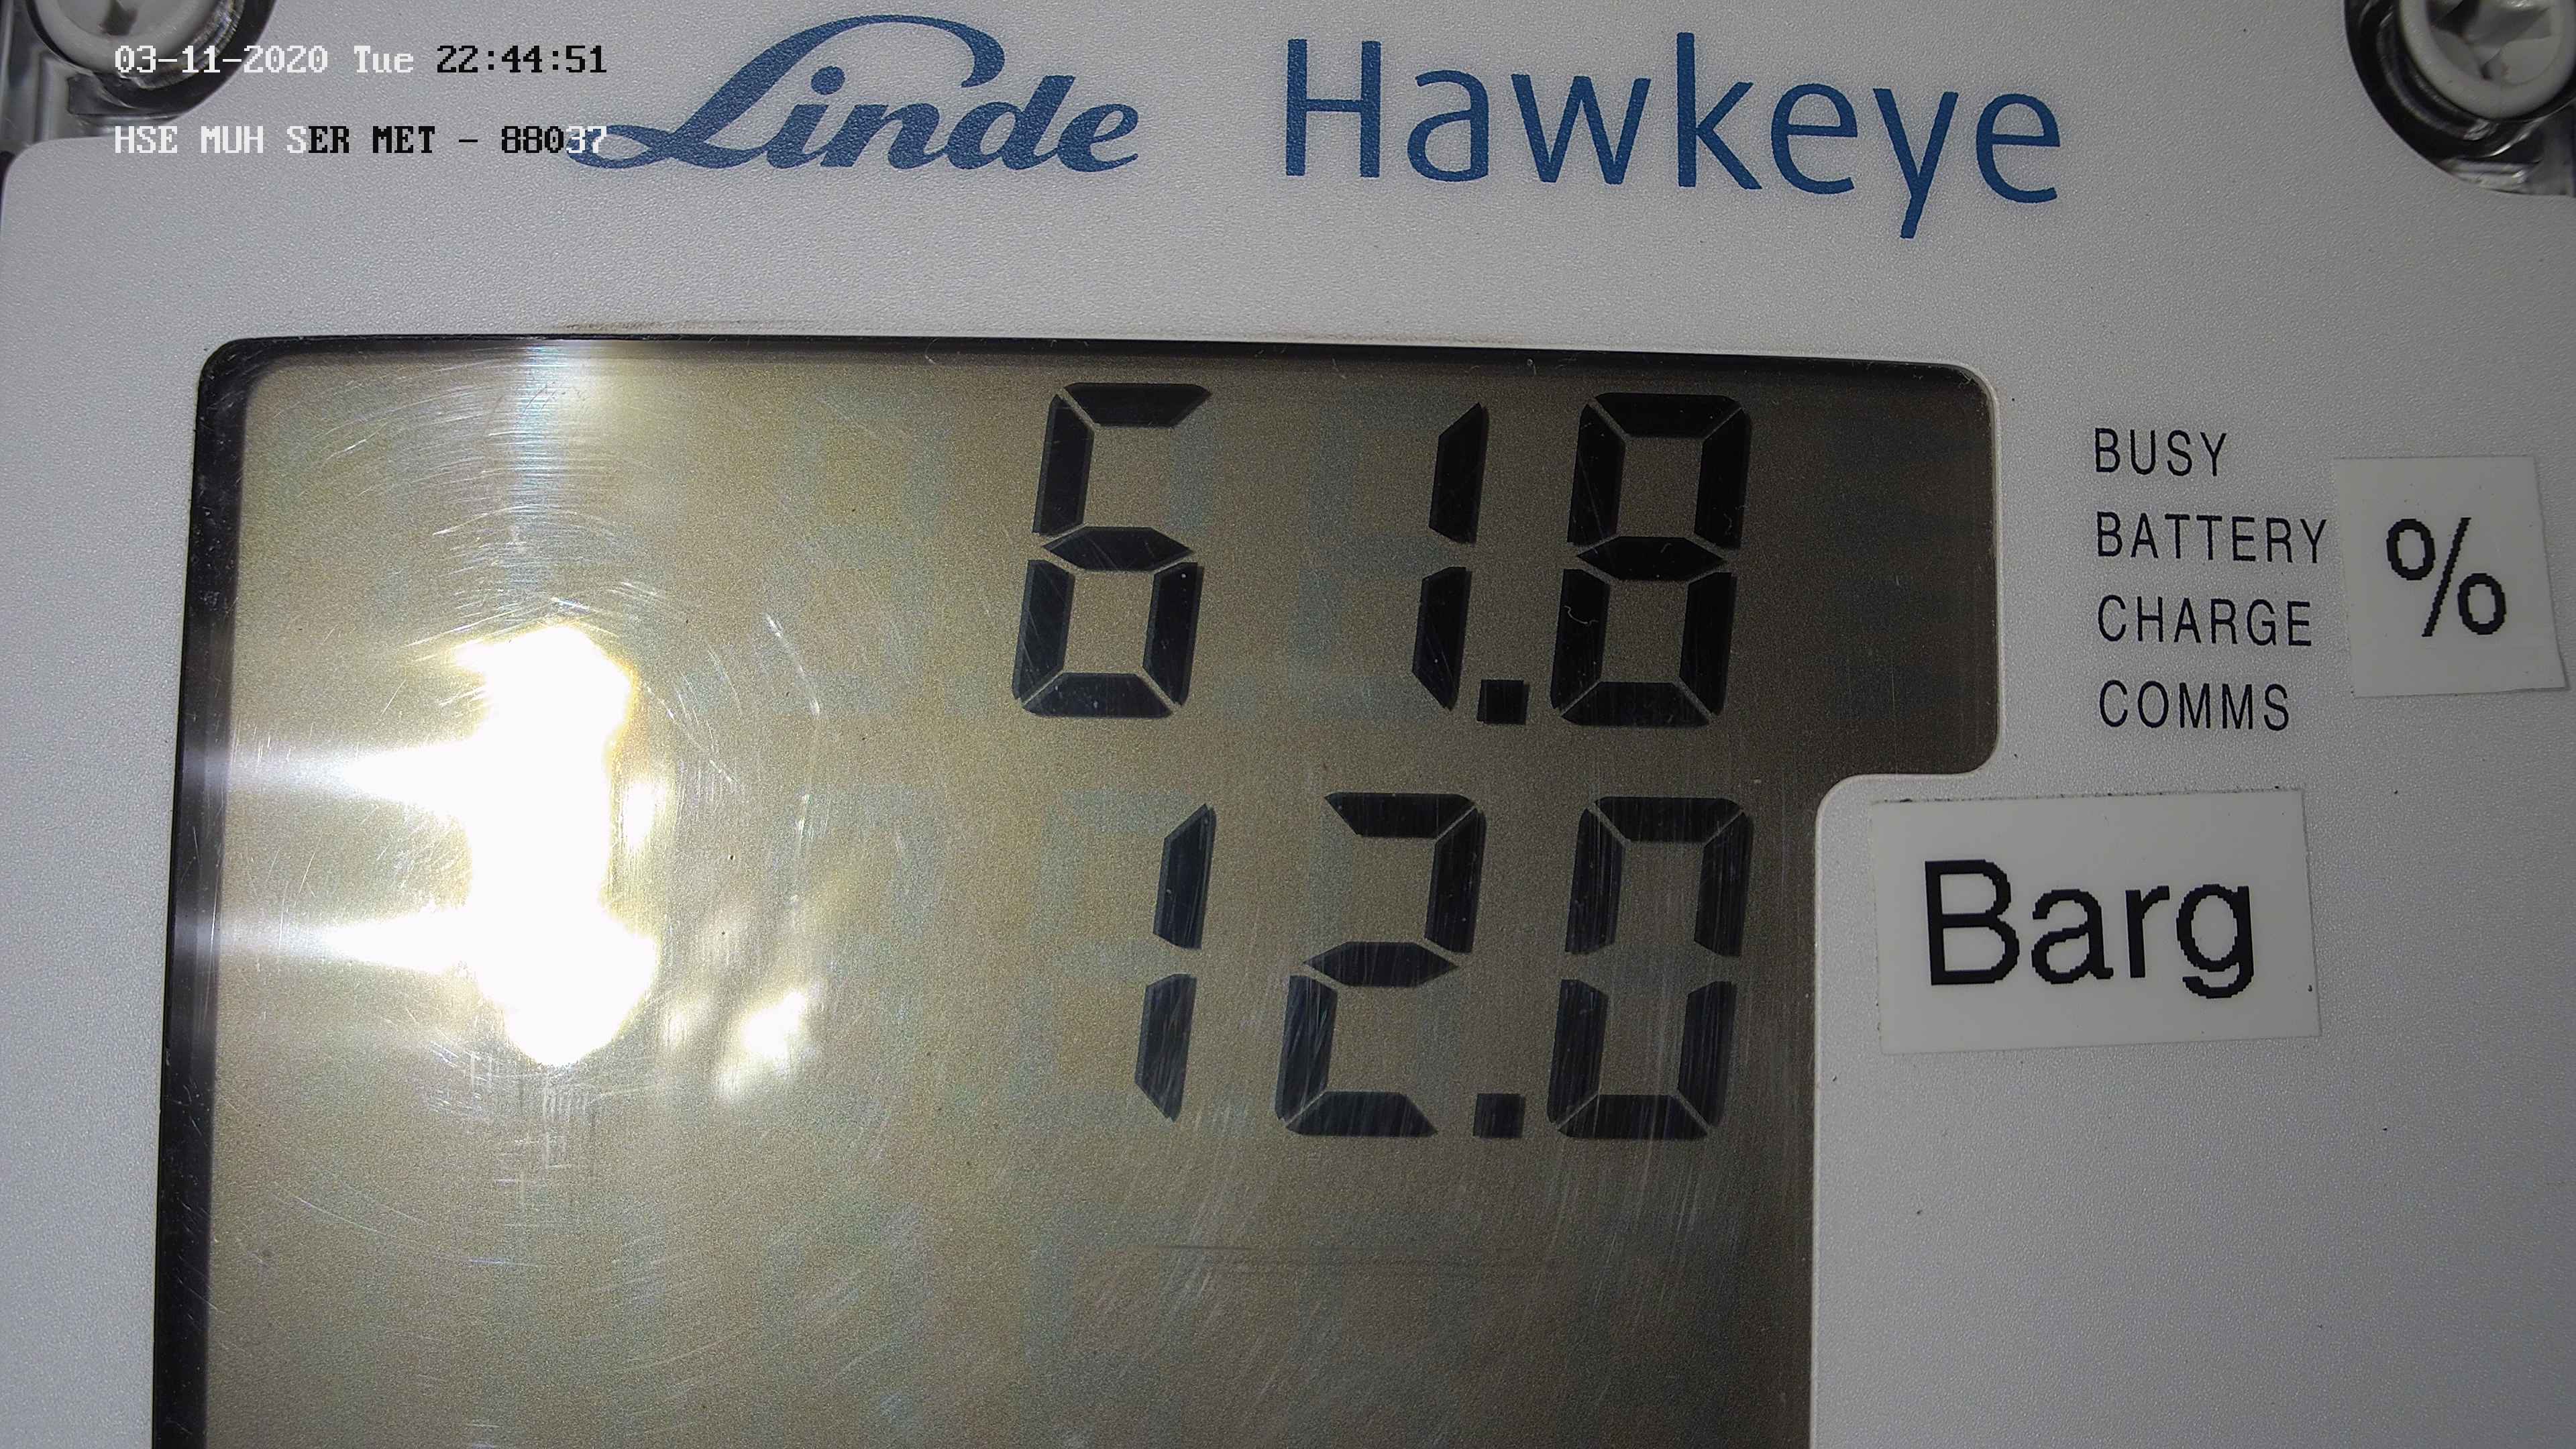 03-11-2020 Tue 22:44:51
HSE MUH SER MET - 88037
Linde Hawkeye
61.8
BUSY
BATTERY
CHARGE
COMMS
%
12.0
Barg